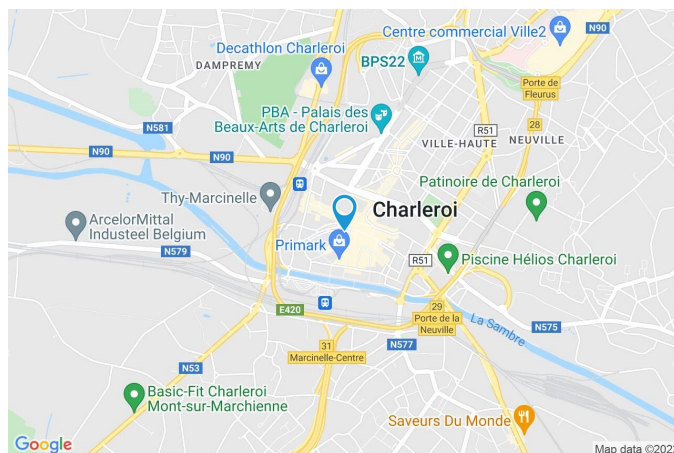 Centre commercial Ville2
N90
Decathlon Charleroi
DAMPREMY
BPS22
Porte de
Fleurus
PBA - Palais des
Beaux-Arts de Charleroi
28
N581
R51
VILLE-HAUTE
NEUVILLE
N90
N90
Patinoire de Charleroi
Thy-Marcinelle
Charleroi
ArcelorMittal
Industeel Belgium
Primark
N579
R51
Piscine Hélios Charleroi
29
E420
Porte de la
Neuville
La Sambre
N575
31
Marcinelle-Centre
N577
N53
Basic-Fit Charleroi
Mont-sur-Marchienne
Saveurs Du Monde
Google
Map data ©202